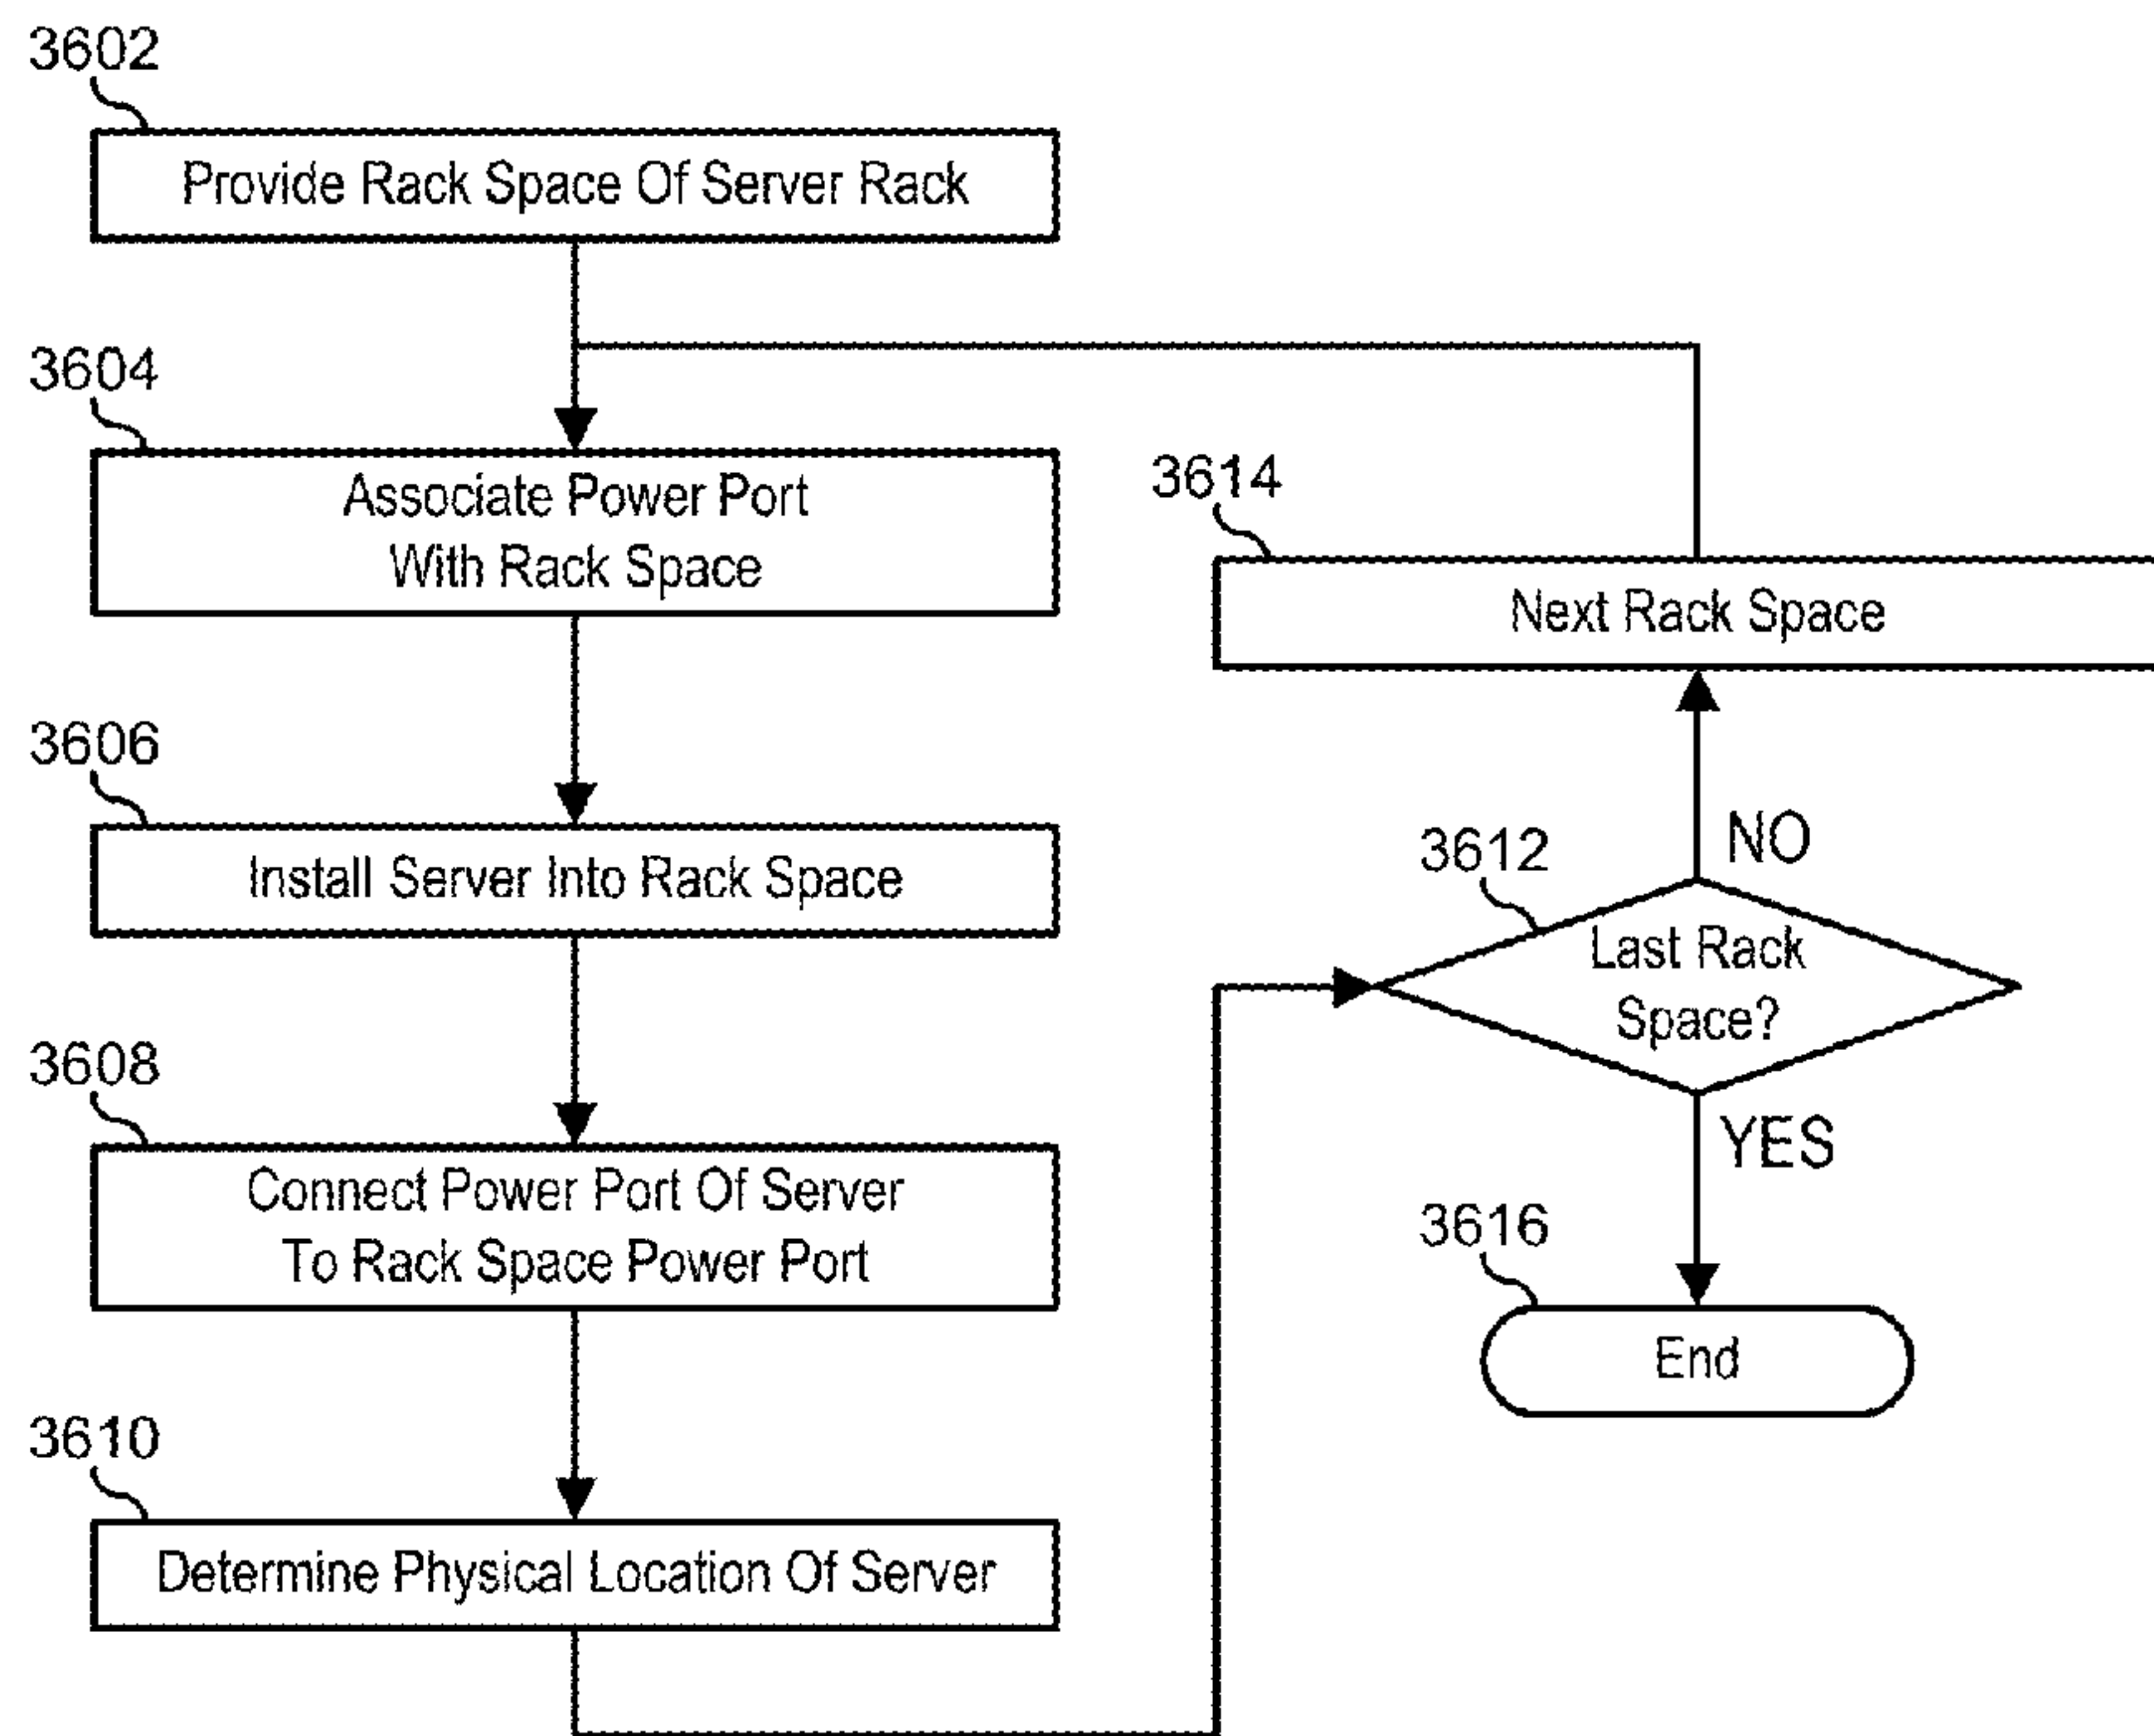 3602
Provide Rack Space Of Server Rack
3604
Associate Power Port
With Rack Space
3606
Install Server Into Rack Space
3608
Connect Power Port Of Server
To Rack Space Power Port
3610
Determine Physical Location Of Server
3614
Next Rack Space
NO
3612
Last Rack
Space?
YES
3616
End